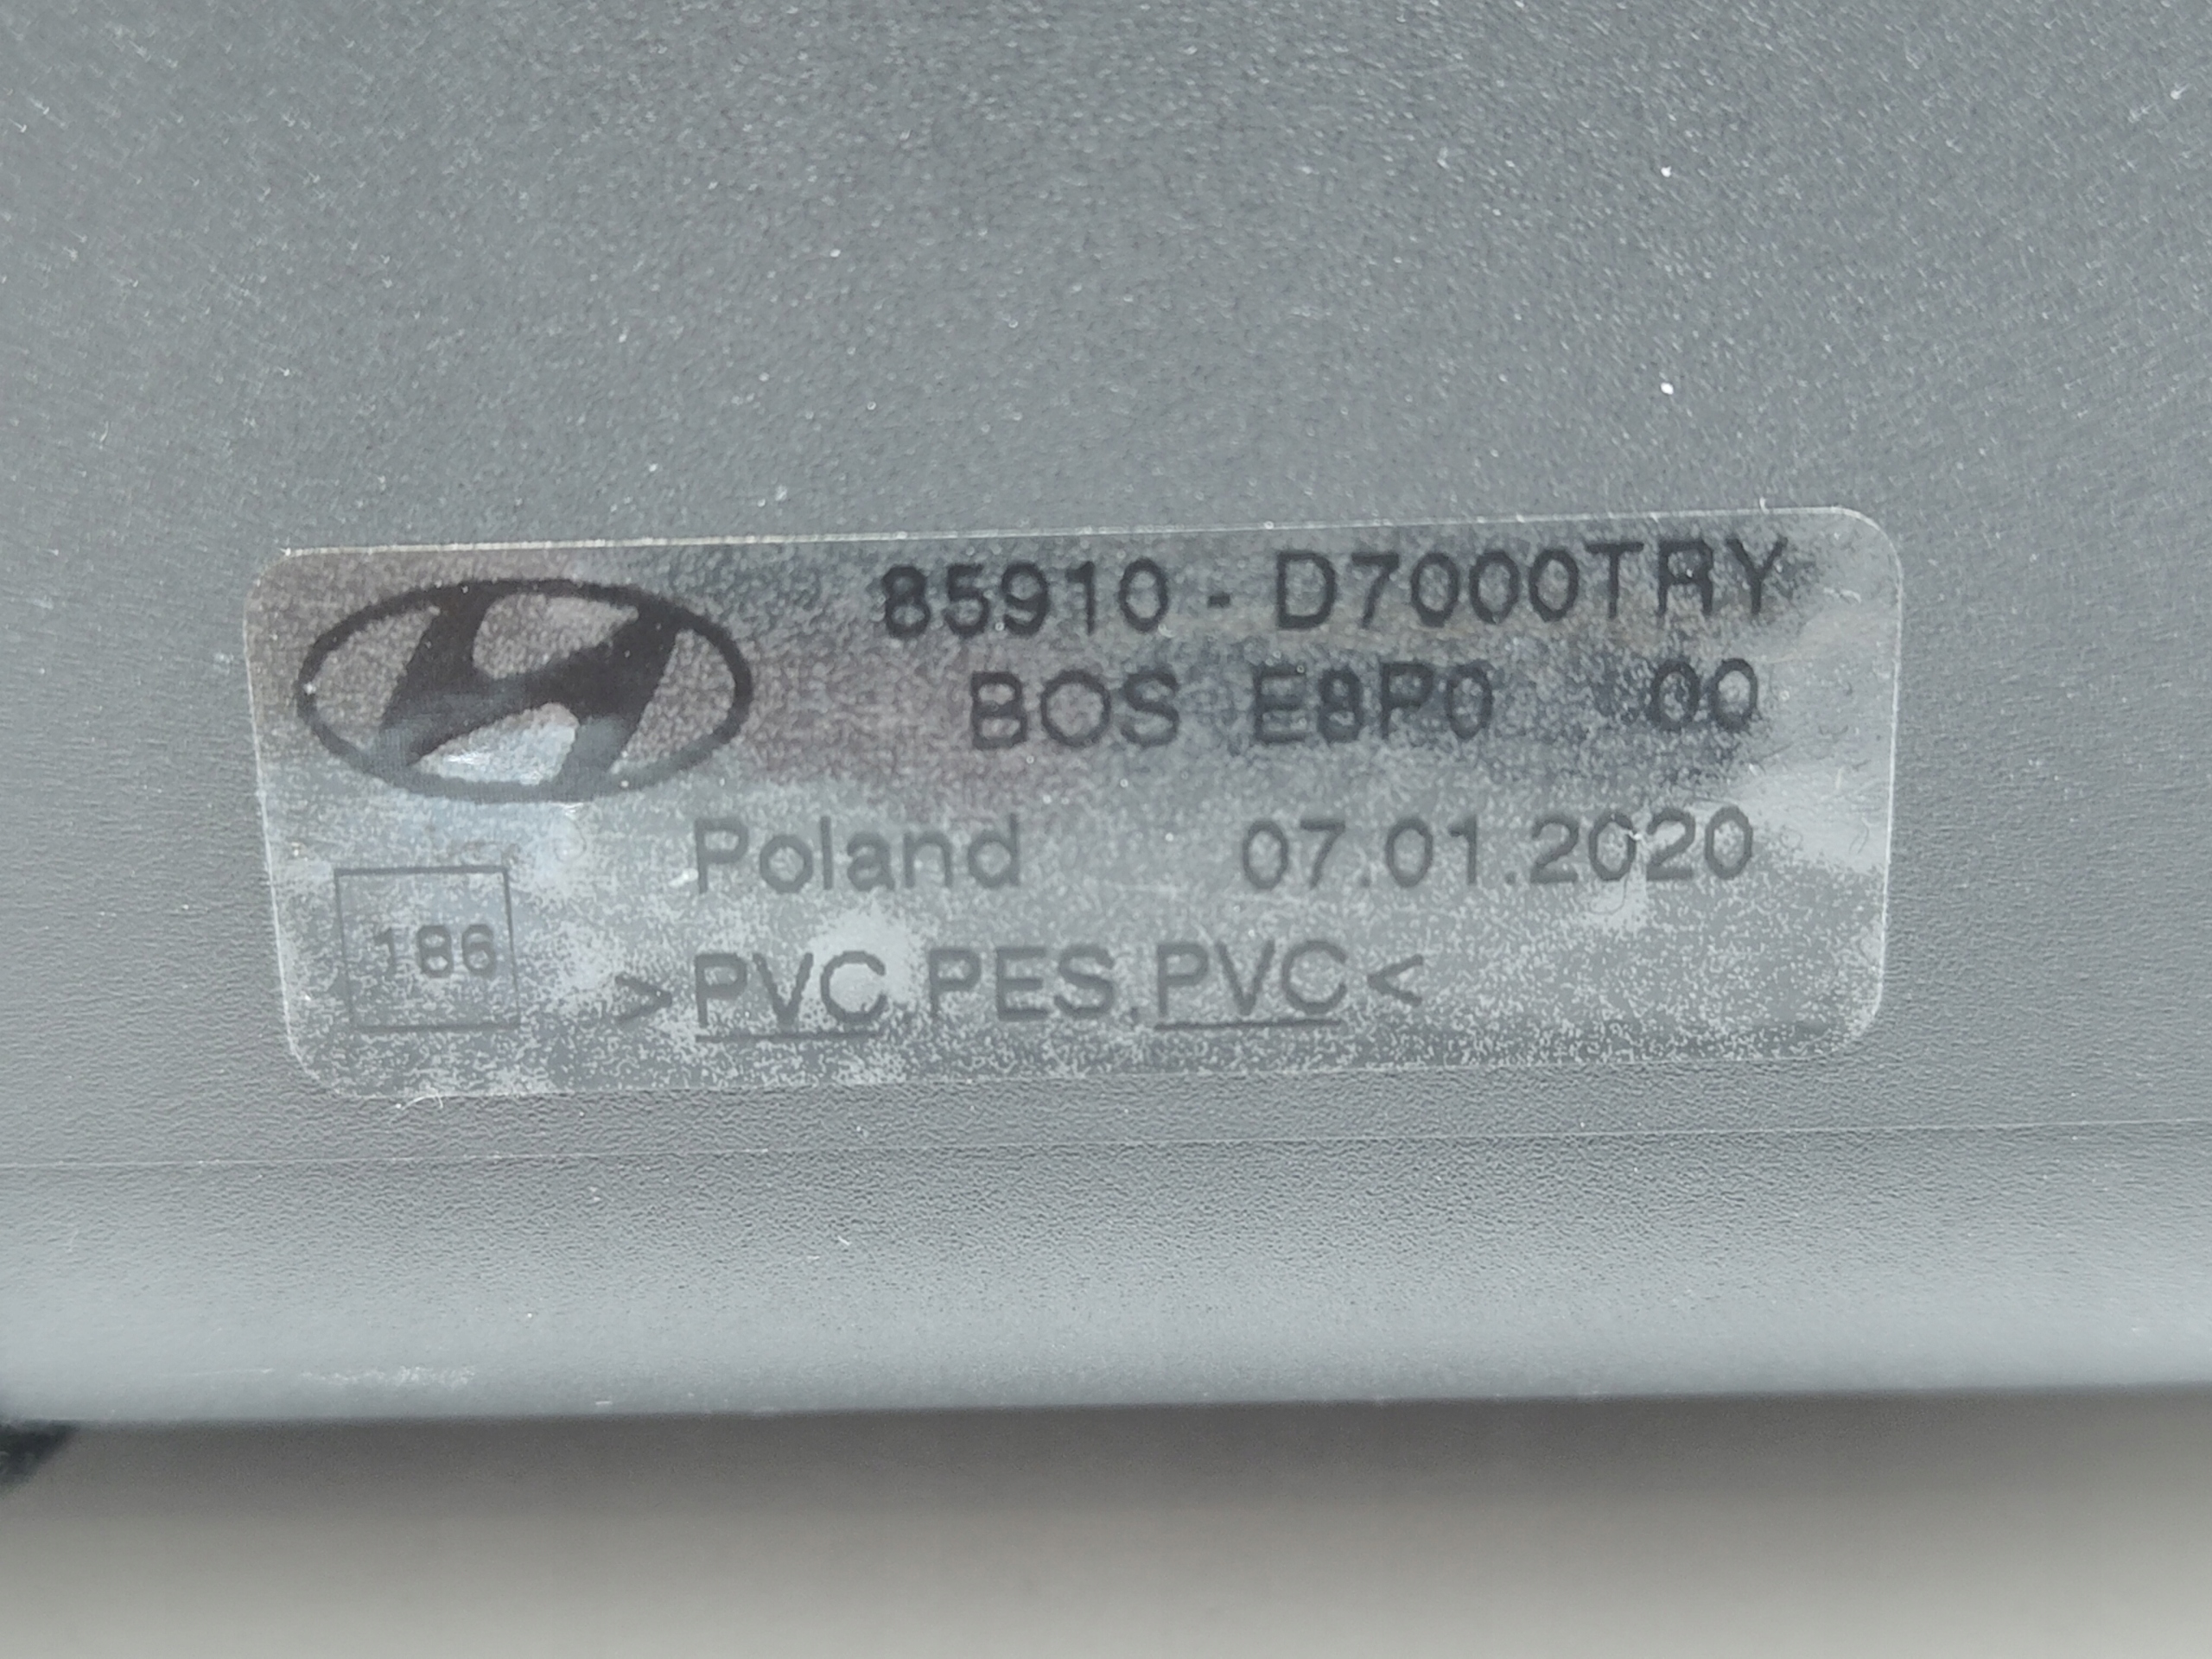 85910 - D7000TRY
BOS E8P0 00
Poland 07.01.2020
186
>PVC.PES.PVC<